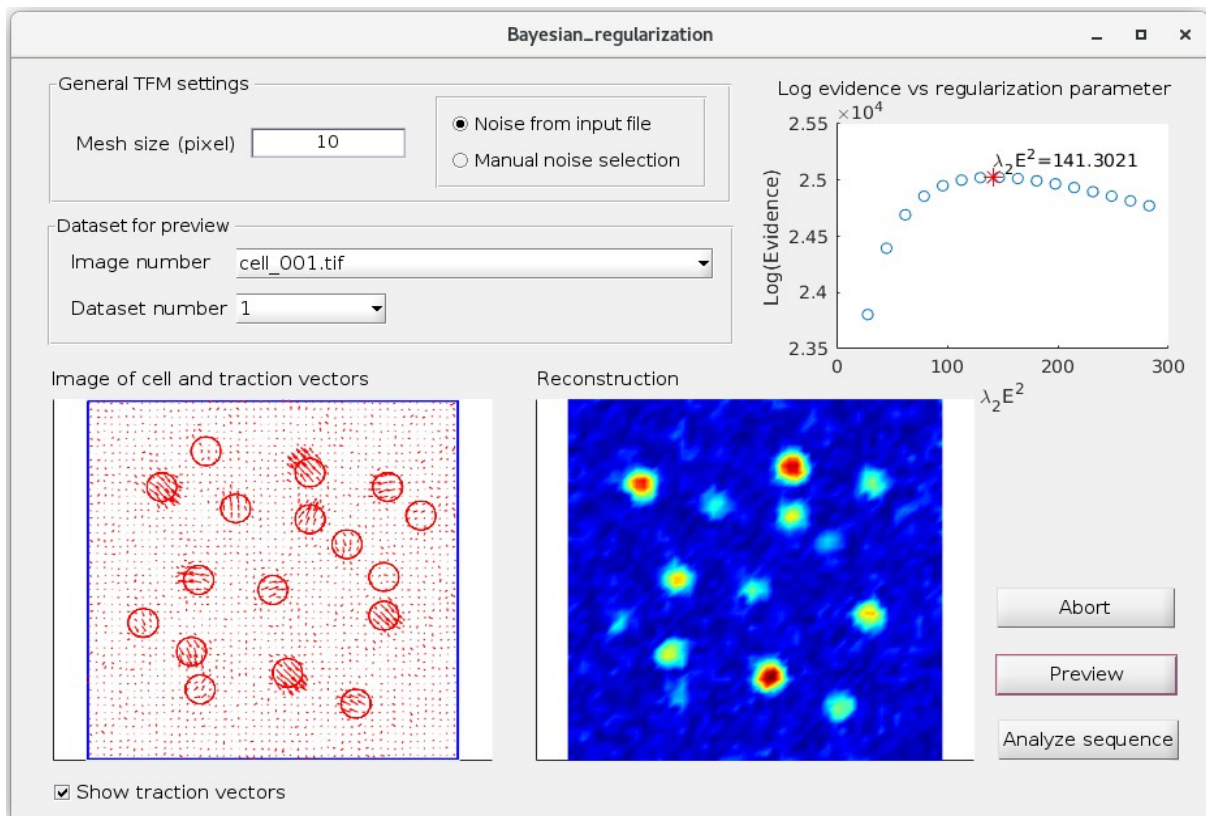 Bayesian_regularization
General TFM settings
Mesh size (pixel) 10
Noise from input file
Manual noise selection
Dataset for preview
Image number cell_001.tif
Dataset number 1
Log evidence vs regularization parameter
×10⁴
2.55
2.5
2.45
2.4
2.35
Log(Evidence)
λ₂E²=141.3021
0 100 200 300
λ₂E²
Image of cell and traction vectors
Reconstruction
Abort
Preview
Analyze sequence
Show traction vectors